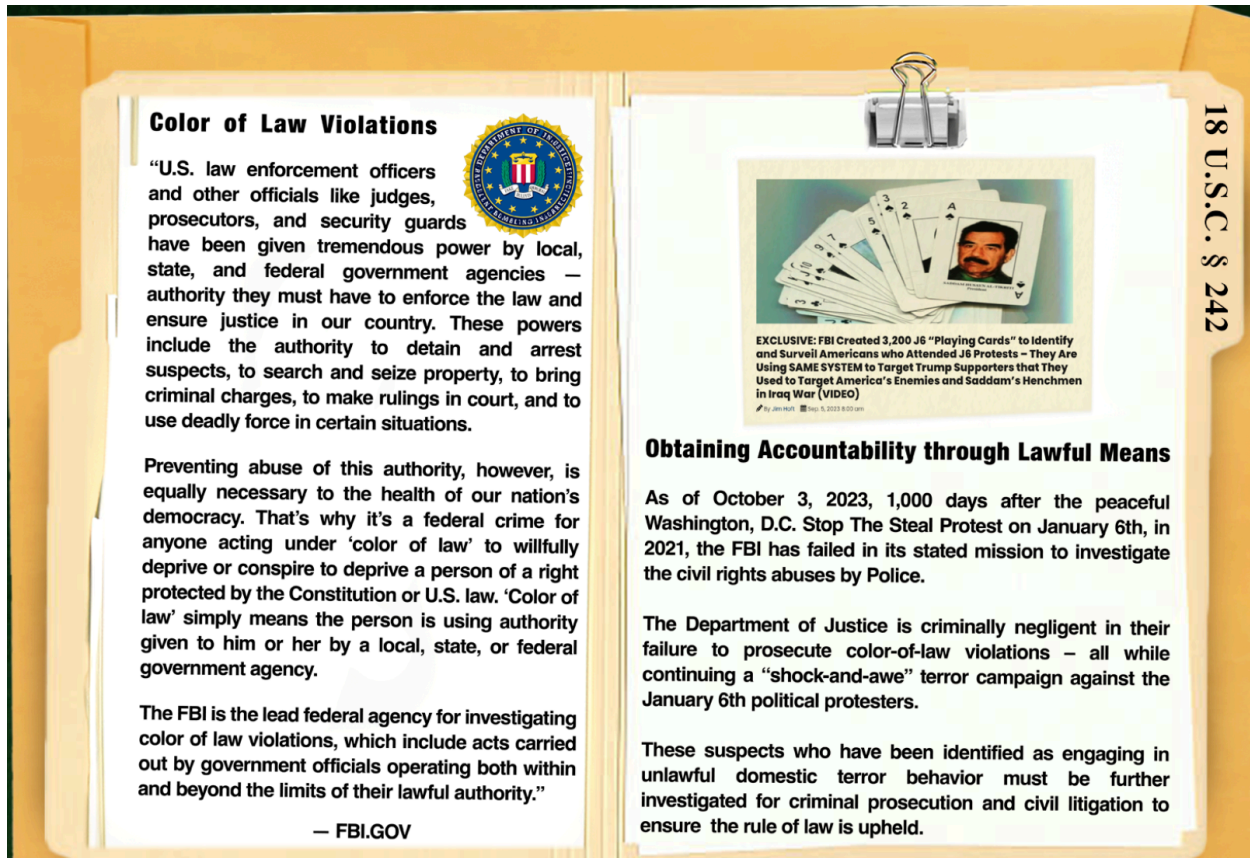 Color of Law Violations
“U.S. law enforcement officers
and other officials like judges,
prosecutors, and security guards
have been given tremendous power by local,
state, and federal government agencies —
authority they must have to enforce the law and
ensure justice in our country. These powers
include the authority to detain and arrest
suspects, to search and seize property, to bring
criminal charges, to make rulings in court, and to
use deadly force in certain situations.
Preventing abuse of this authority, however, is
equally necessary to the health of our nation’s
democracy. That’s why it’s a federal crime for
anyone acting under ‘color of law’ to willfully
deprive or conspire to deprive a person of a right
protected by the Constitution or U.S. law. ‘Color of
law’ simply means the person is using authority
given to him or her by a local, state, or federal
government agency.
The FBI is the lead federal agency for investigating
color of law violations, which include acts carried
out by government officials operating both within
and beyond the limits of their lawful authority.”
— FBI.GOV
A
2
3
5
7
9
J 10
3
A
EXCLUSIVE: FBI Created 3,200 J6 “Playing Cards” to Identify
and Surveil Americans who Attended J6 Protests – They Are
Using SAME SYSTEM to Target Trump Supporters that They
Used to Target America’s Enemies and Saddam’s Henchmen
in Iraq War (VIDEO)
By Jim Hoft Sep. 5, 2023 8:00 am
Obtaining Accountability through Lawful Means
As of October 3, 2023, 1,000 days after the peaceful
Washington, D.C. Stop The Steal Protest on January 6th, in
2021, the FBI has failed in its stated mission to investigate
the civil rights abuses by Police.
The Department of Justice is criminally negligent in their
failure to prosecute color-of-law violations – all while
continuing a “shock-and-awe” terror campaign against the
January 6th political protesters.
These suspects who have been identified as engaging in
unlawful domestic terror behavior must be further
investigated for criminal prosecution and civil litigation to
ensure the rule of law is upheld.
18 U.S.C. § 242